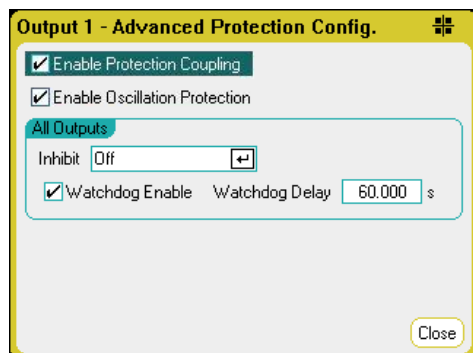 Output 1 - Advanced Protection Config.
Enable Protection Coupling
Enable Oscillation Protection
All Outputs
Inhibit Off
Watchdog Enable Watchdog Delay 60.000 s
Close